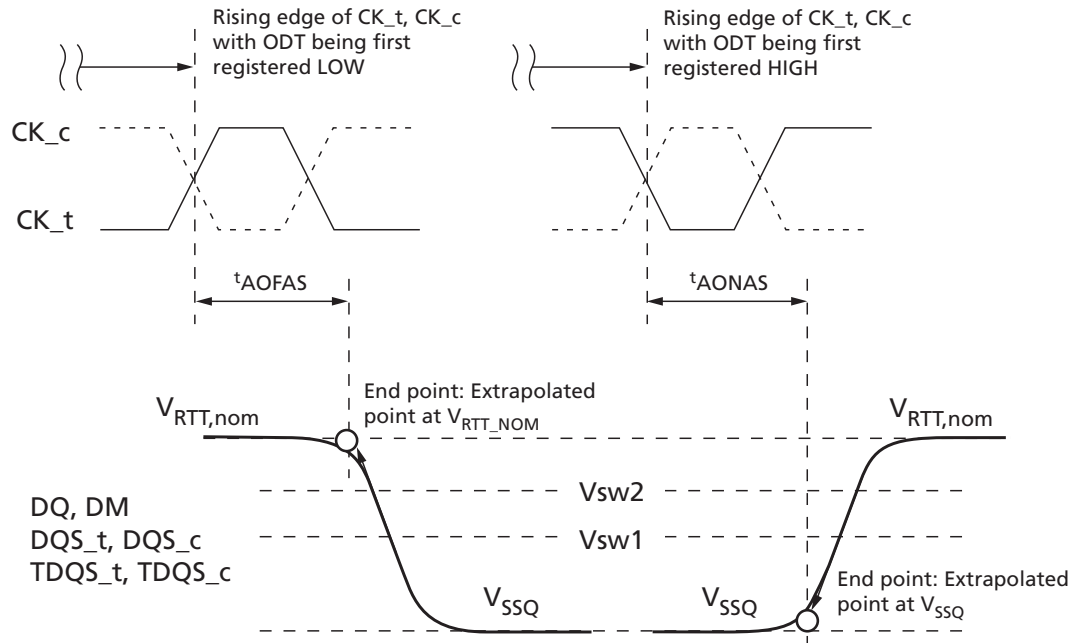 Rising edge of CK_t, CK_c
with ODT being first
registered LOW
Rising edge of CK_t, CK_c
with ODT being first
registered HIGH
CK_c
CK_t
tAOFAS
tAONAS
VRTT,nom
End point: Extrapolated
point at VRTT_NOM
VRTT,nom
Vsw2
DQ, DM
DQS_t, DQS_c
TDQS_t, TDQS_c
Vsw1
VSSQ
VSSQ
End point: Extrapolated
point at VSSQ